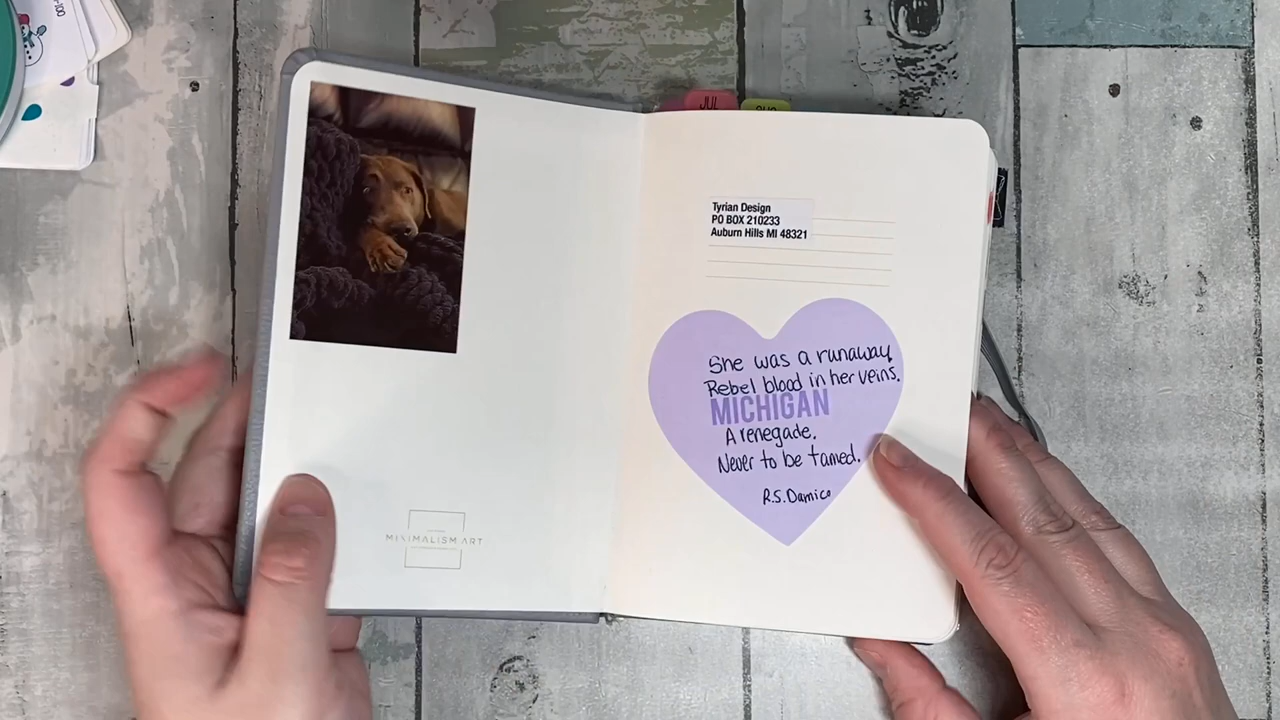 JUL
AUG
Tyrian Design
PO BOX 210233
Auburn Hills MI 48321
She was a runaway,
Rebel blood in her veins.
MICHIGAN
A renegade,
Never to be tamed.
R.S.Damico
MINIMALISM ART